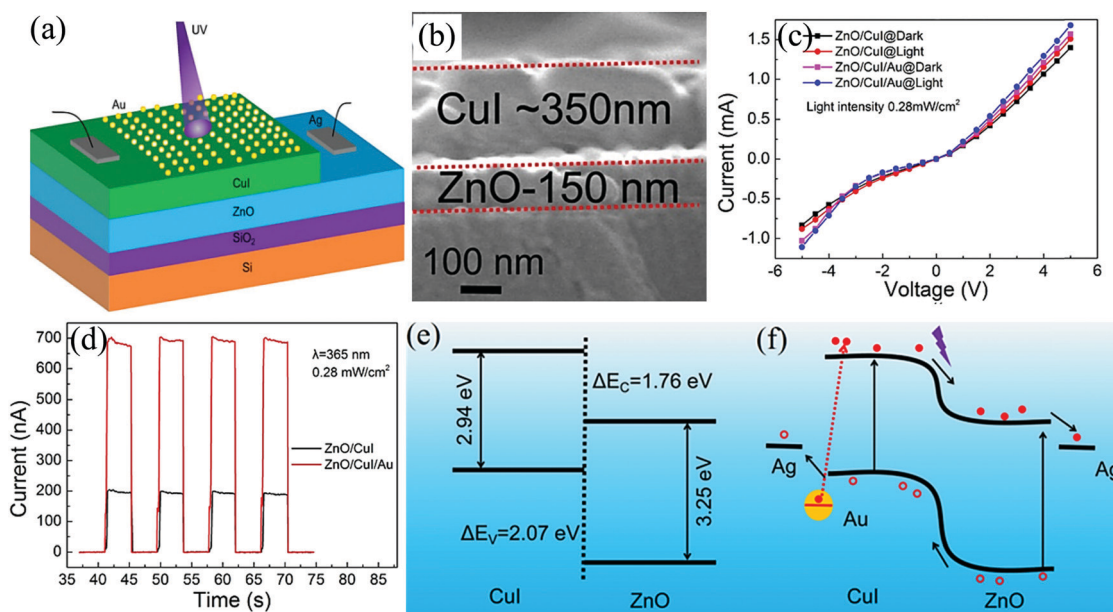 (a)
UV
Au
Ag
CuI
ZnO
SiO₂
Si
(b)
CuI ~350nm
ZnO-150 nm
100 nm
(c)
ZnO/CuI@Dark
ZnO/CuI@Light
ZnO/CuI/Au@Dark
ZnO/CuI/Au@Light
Light intensity 0.28mW/cm²
1.5
1.0
0.5
0.0
-0.5
-1.0
Current (mA)
-6 -4 -2 0 2 4 6
Voltage (V)
(d)
λ=365 nm
0.28 mW/cm²
700
600
500
400
300
200
100
0
Current (nA)
ZnO/CuI
ZnO/CuI/Au
37 40 45 50 55 60 65 70 75 80 85
Time (s)
(e)
2.94 eV
ΔE_C=1.76 eV
3.25 eV
ΔE_V=2.07 eV
CuI
ZnO
(f)
Ag
Au
Ag
CuI
ZnO